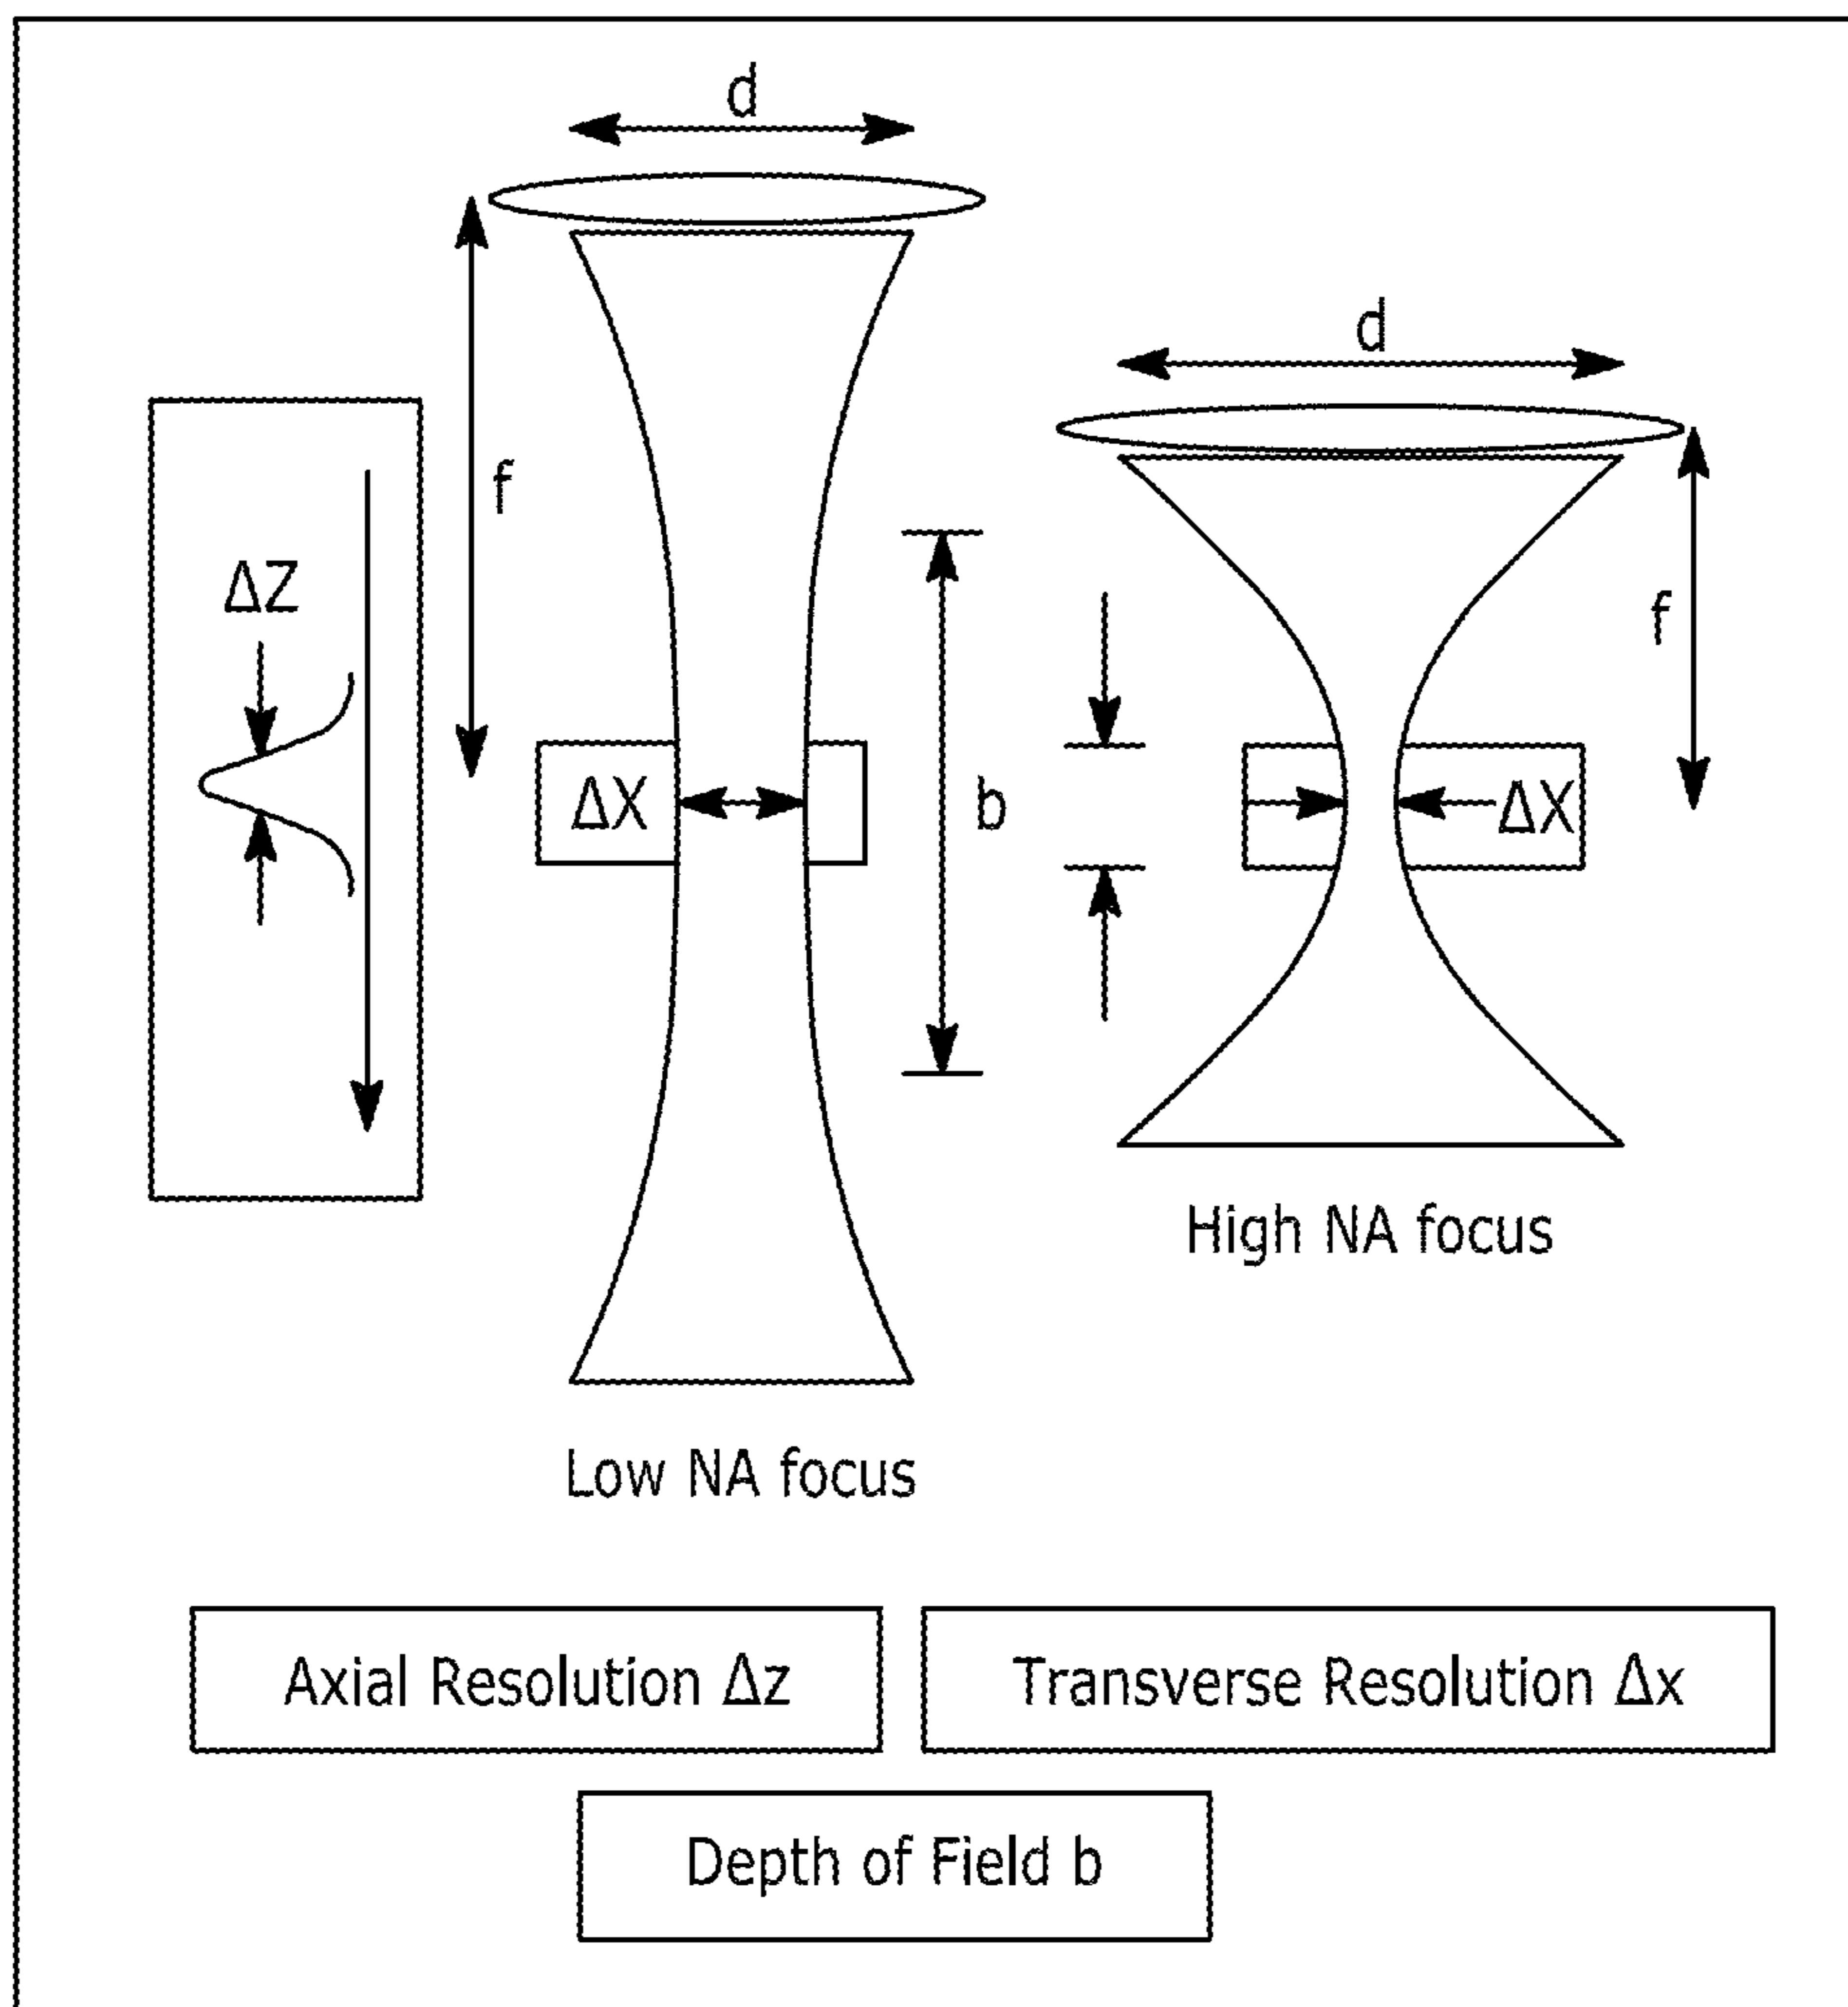 d
d
f
f
ΔZ
ΔX
b
ΔX
High NA focus
Low NA focus
Axial Resolution Δz
Transverse Resolution Δx
Depth of Field b